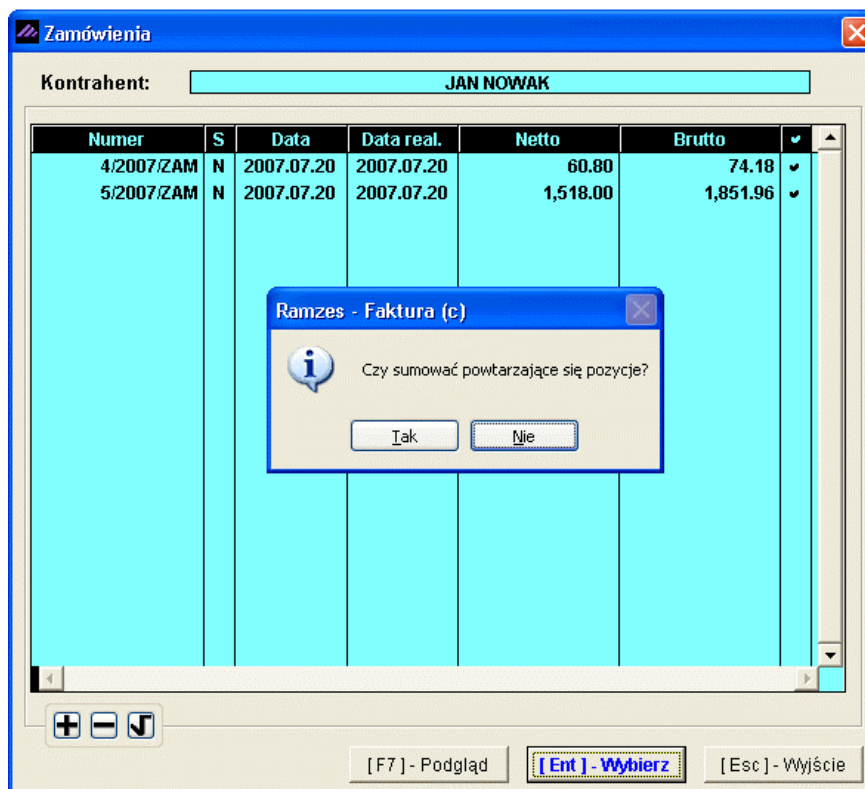 Zamówienia
Kontrahent: JAN NOWAK
Numer S Data Data real. Netto Brutto
4/2007/ZAM N 2007.07.20 2007.07.20 60.80 74.18
5/2007/ZAM N 2007.07.20 2007.07.20 1,518.00 1,851.96
Ramzes - Faktura (c)
Czy sumować powtarzające się pozycje?
Tak Nie
[ F7 ] - Podgląd [ Ent ] - Wybierz [ Esc ] - Wyjście